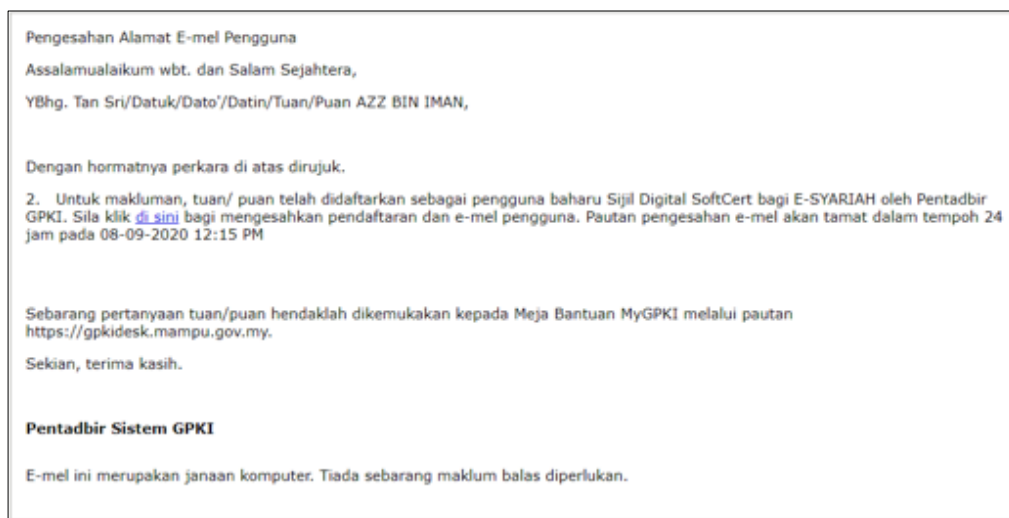 Pengesahan Alamat E-mel Pengguna
Assalamualaikum wbt. dan Salam Sejahtera,
YBhg. Tan Sri/Datuk/Dato'/Datin/Tuan/Puan AZZ BIN IMAN,
Dengan hormatnya perkara di atas dirujuk.
2. Untuk makluman, tuan/ puan telah didaftarkan sebagai pengguna baharu Sijil Digital SoftCert bagi E-SYARIAH oleh Pentadbir
GPKI. Sila klik di sini bagi mengesahkan pendaftaran dan e-mel pengguna. Pautan pengesahan e-mel akan tamat dalam tempoh 24
jam pada 08-09-2020 12:15 PM
Sebarang pertanyaan tuan/puan hendaklah dikemukakan kepada Meja Bantuan MyGPKI melalui pautan
https://gpkidesk.mampu.gov.my.
Sekian, terima kasih.
Pentadbir Sistem GPKI
E-mel ini merupakan janaan komputer. Tiada sebarang maklum balas diperlukan.